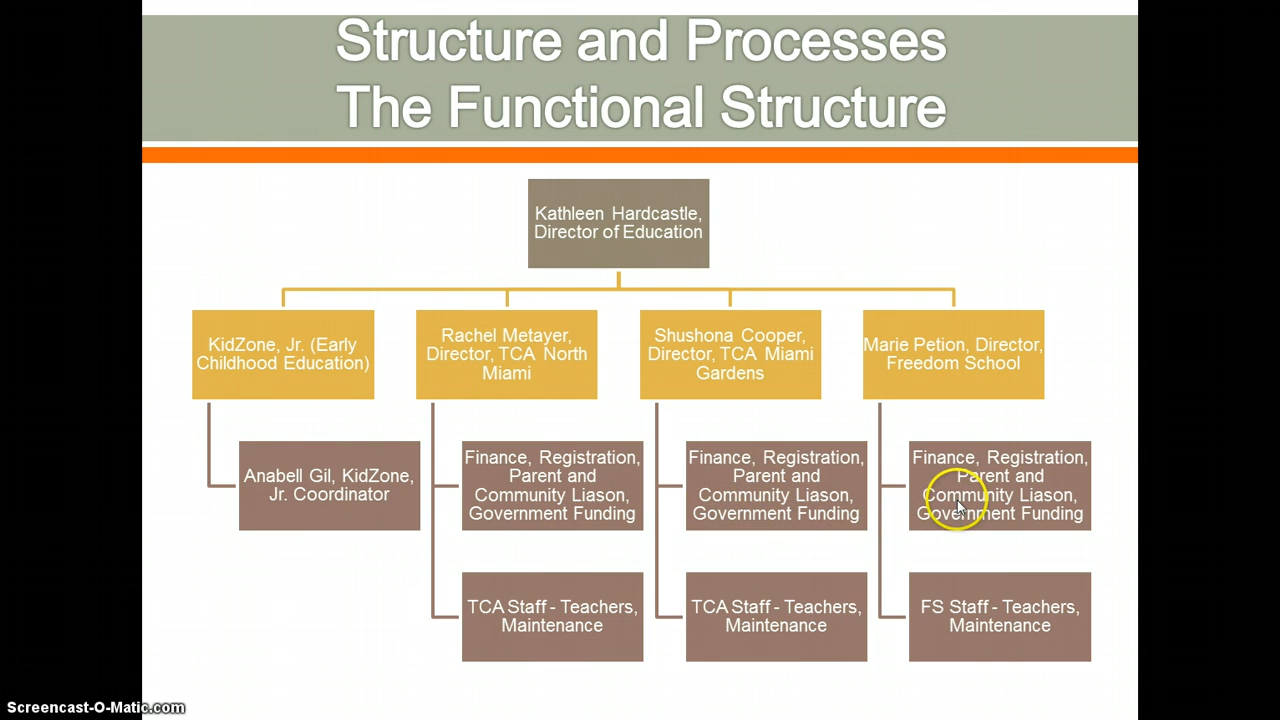 Structure and Processes
The Functional Structure
Kathleen Hardcastle,
Director of Education
KidZone, Jr. (Early
Childhood Education)
Rachel Metayer,
Director, TCA North
Miami
Shushona Cooper,
Director, TCA Miami
Gardens
Marie Petion, Director,
Freedom School
Anabell Gil, KidZone,
Jr. Coordinator
Finance, Registration,
Parent and
Community Liason,
Government Funding
Finance, Registration,
Parent and
Community Liason,
Government Funding
Finance, Registration,
Parent and
Community Liason,
Government Funding
TCA Staff - Teachers,
Maintenance
TCA Staff - Teachers,
Maintenance
FS Staff - Teachers,
Maintenance
Screencast-O-Matic.com